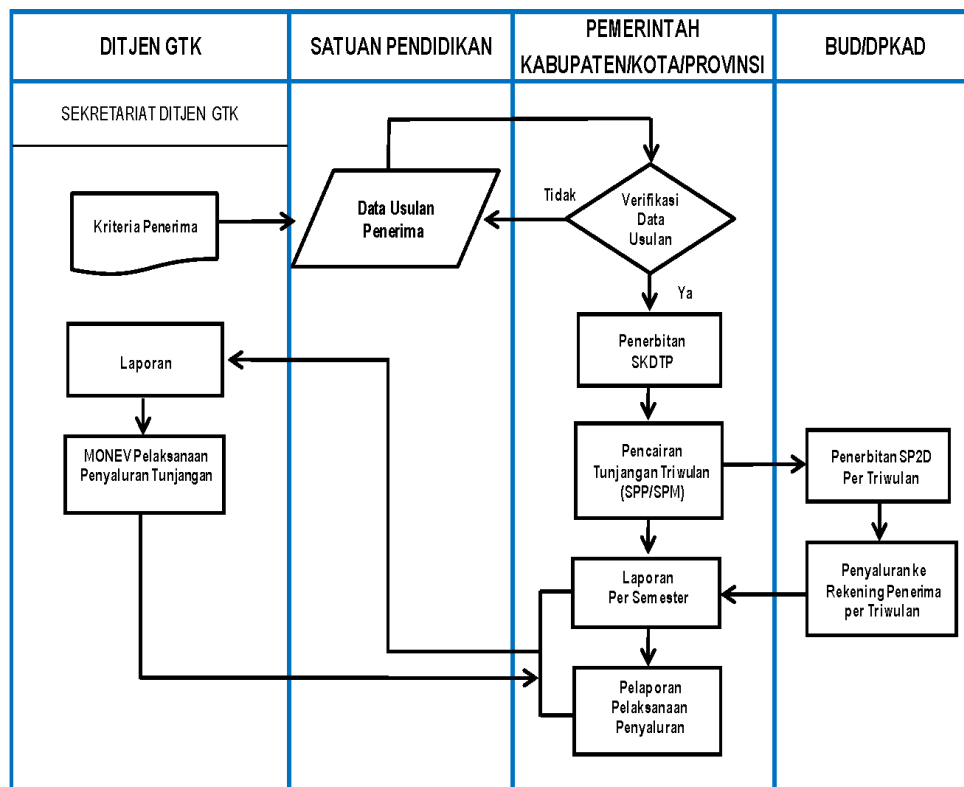 DITJEN GTK
SATUAN PENDIDIKAN
PEMERINTAH
KABUPATEN/KOTA/PROVINSI
BUD/DPKAD
SEKRETARIAT DITJEN GTK
Kriteria Penerima
Data Usulan
Penerima
Tidak
Verifikasi
Data
Usulan
Ya
Penerbitan
SKDTP
Laporan
MONEV Pelaksanaan
Penyaluran Tunjangan
Pencairan
Tunjangan Triwulan
(SPP/SPM)
Penerbitan SP2D
Per Triwulan
Laporan
Per Semester
Penyaluran ke
Rekening Penerima
per Triwulan
Pelaporan
Pelaksanaan
Penyaluran